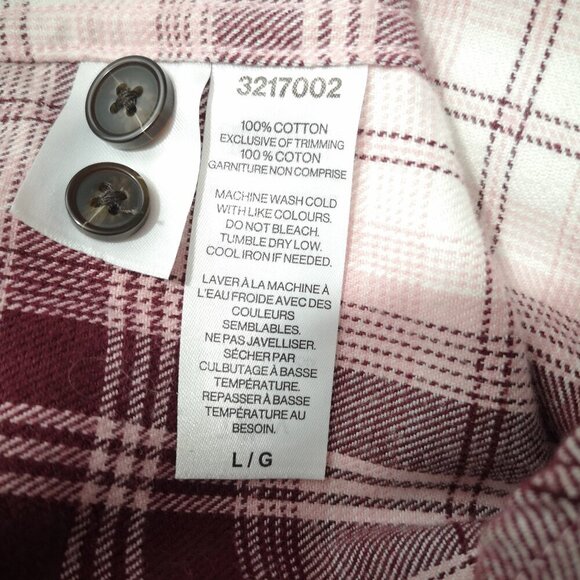 3217002
100% COTTON
EXCLUSIVE OF TRIMMING
100% COTON
GARNITURE NON COMPRISE
MACHINE WASH COLD
WITH LIKE COLOURS.
DO NOT BLEACH.
TUMBLE DRY LOW.
COOL IRON IF NEEDED.
LAVER À LA MACHINE À
L'EAU FROIDE AVEC DES
COULEURS
SEMBLABLES.
NE PAS JAVELLISER.
SÉCHER PAR
CULBUTAGE À BASSE
TEMPÉRATURE.
REPASSER À BASSE
TEMPÉRATURE AU
BESOIN.
L / G